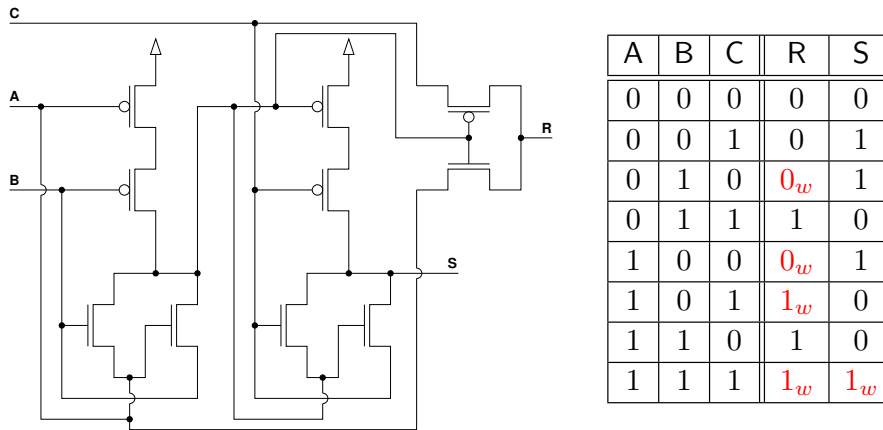 C
A
B
R
S
A B C R S
0 0 0 0 0
0 0 1 0 1
0 1 0 0w 1
0 1 1 1 0
1 0 0 0w 1
1 0 1 1w 0
1 1 0 1 0
1 1 1 1w 1w